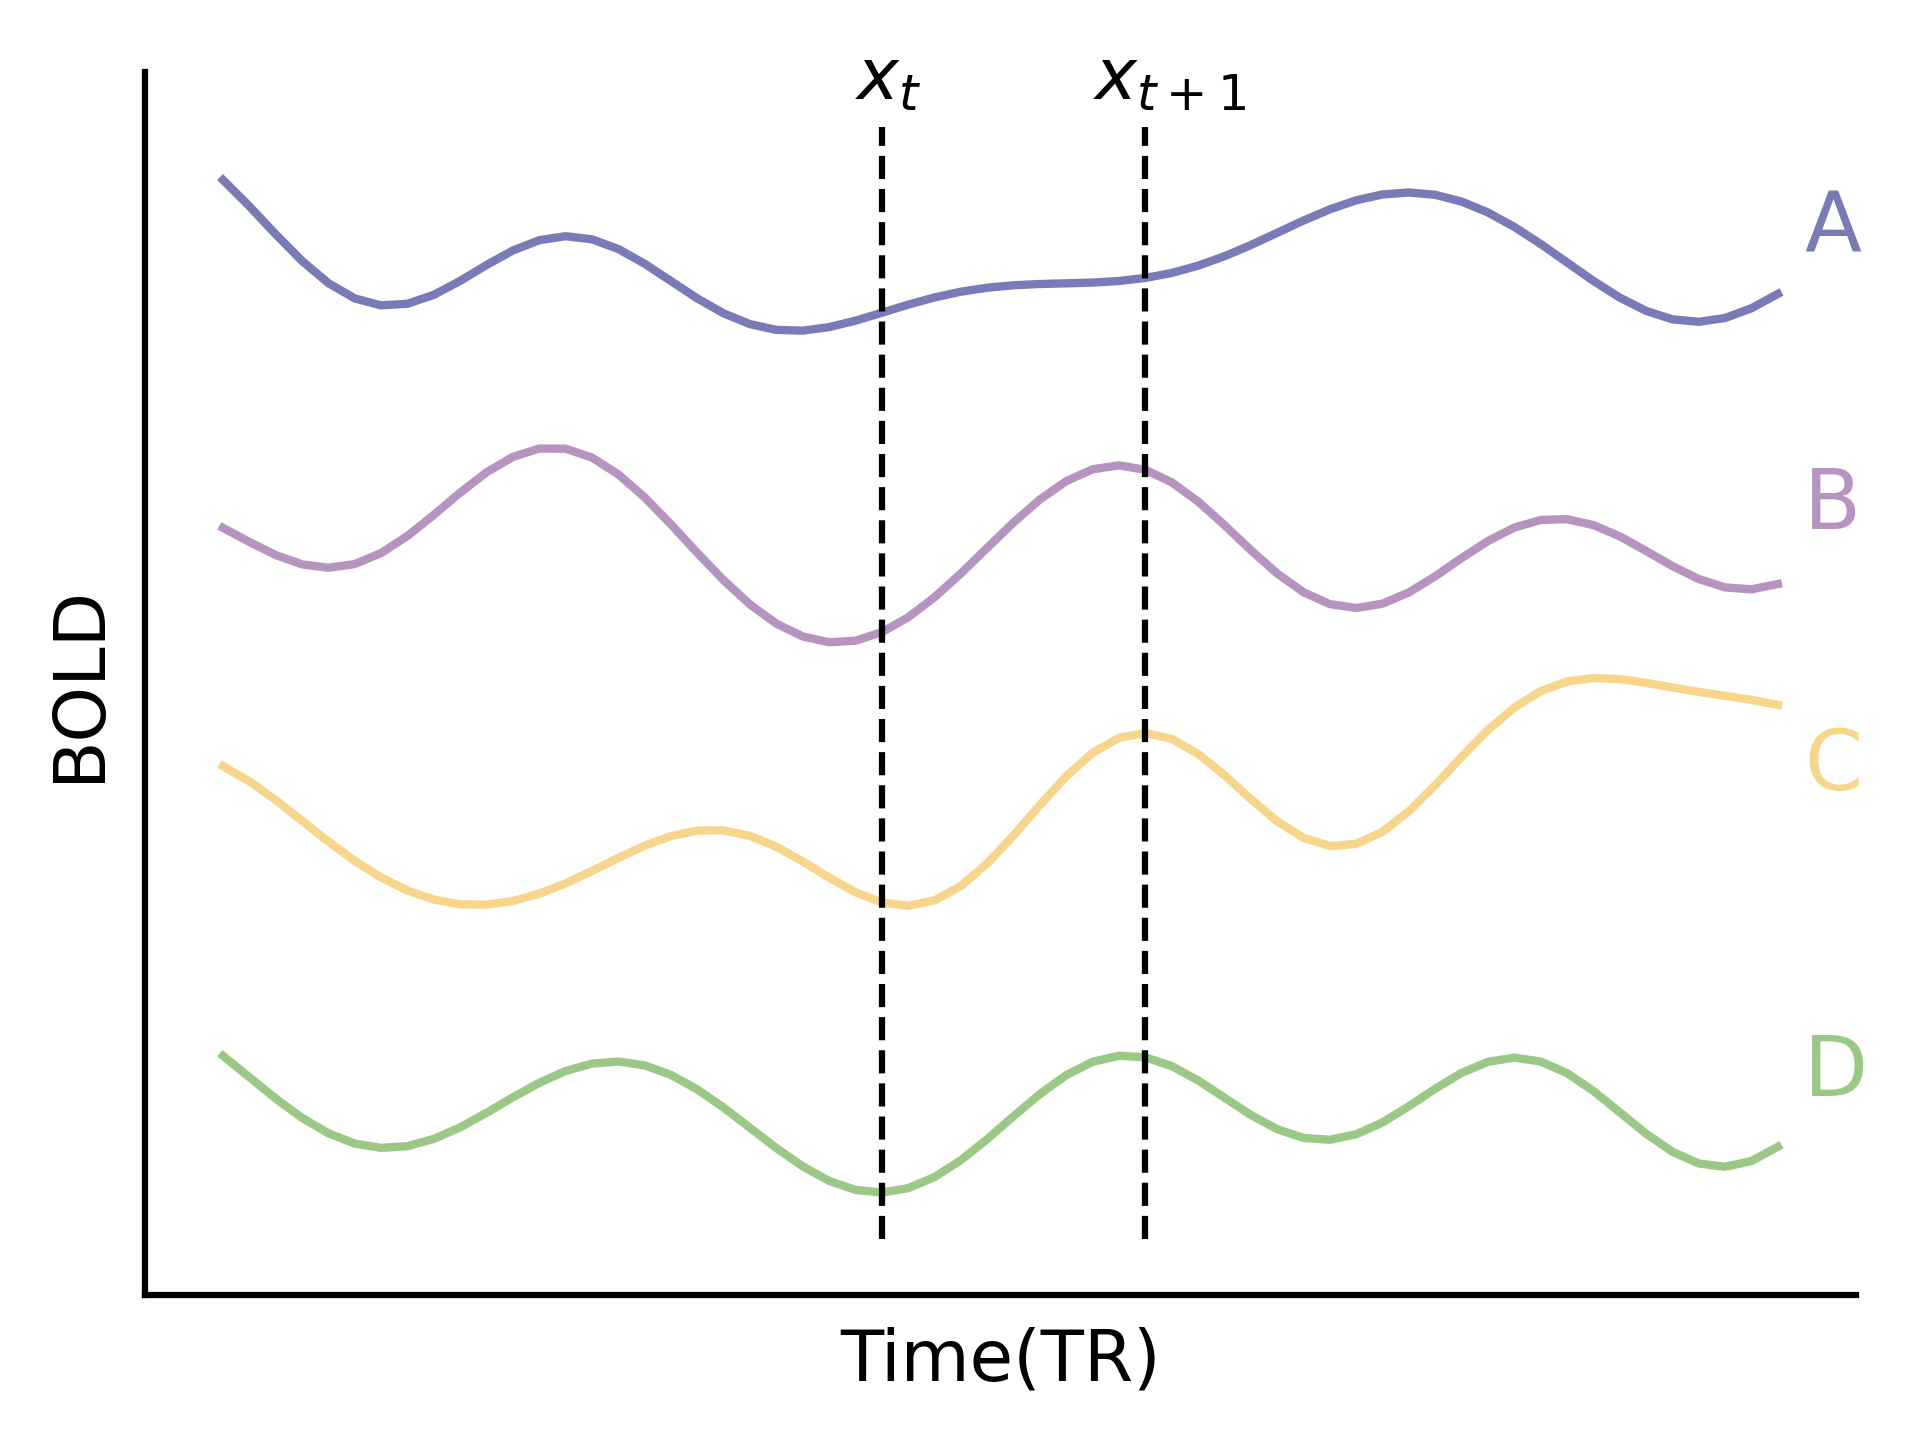 x_t
x_{t+1}
A
B
BOLD
C
D
Time(TR)